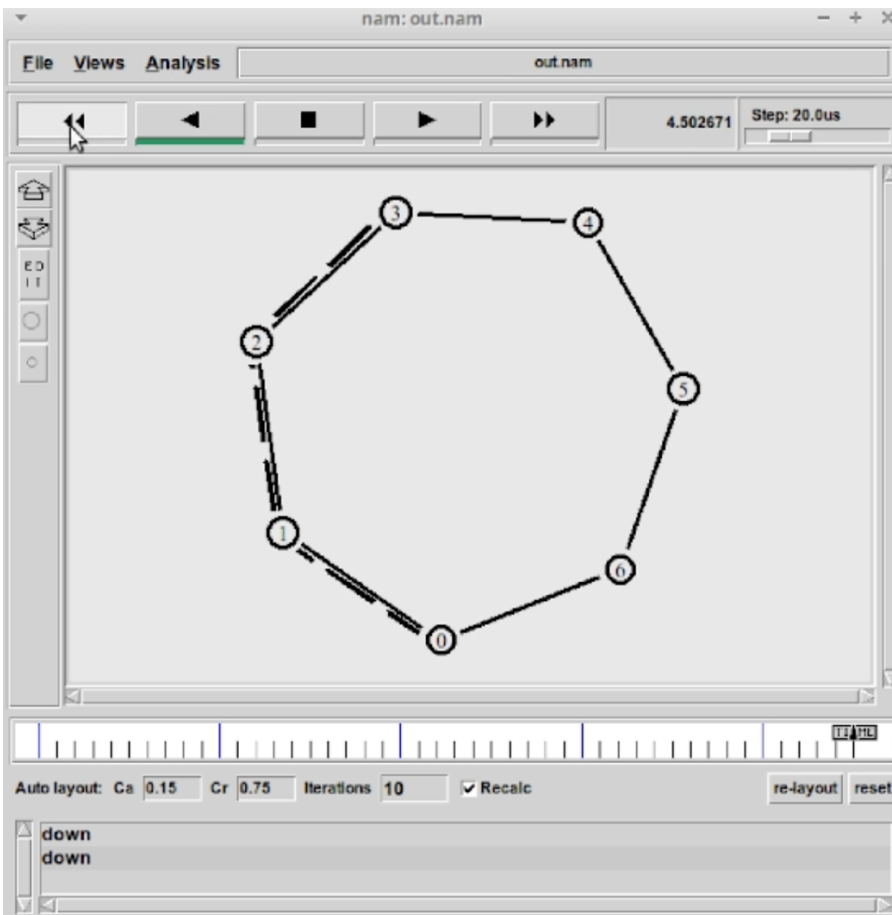 nam: out.nam
File Views Analysis out.nam
4.502671 Step: 20.0us
E D
I T
3
4
2
5
1
6
0
TIME
Auto layout: Ca 0.15 Cr 0.75 Iterations 10 Recalc re-layout reset
down
down